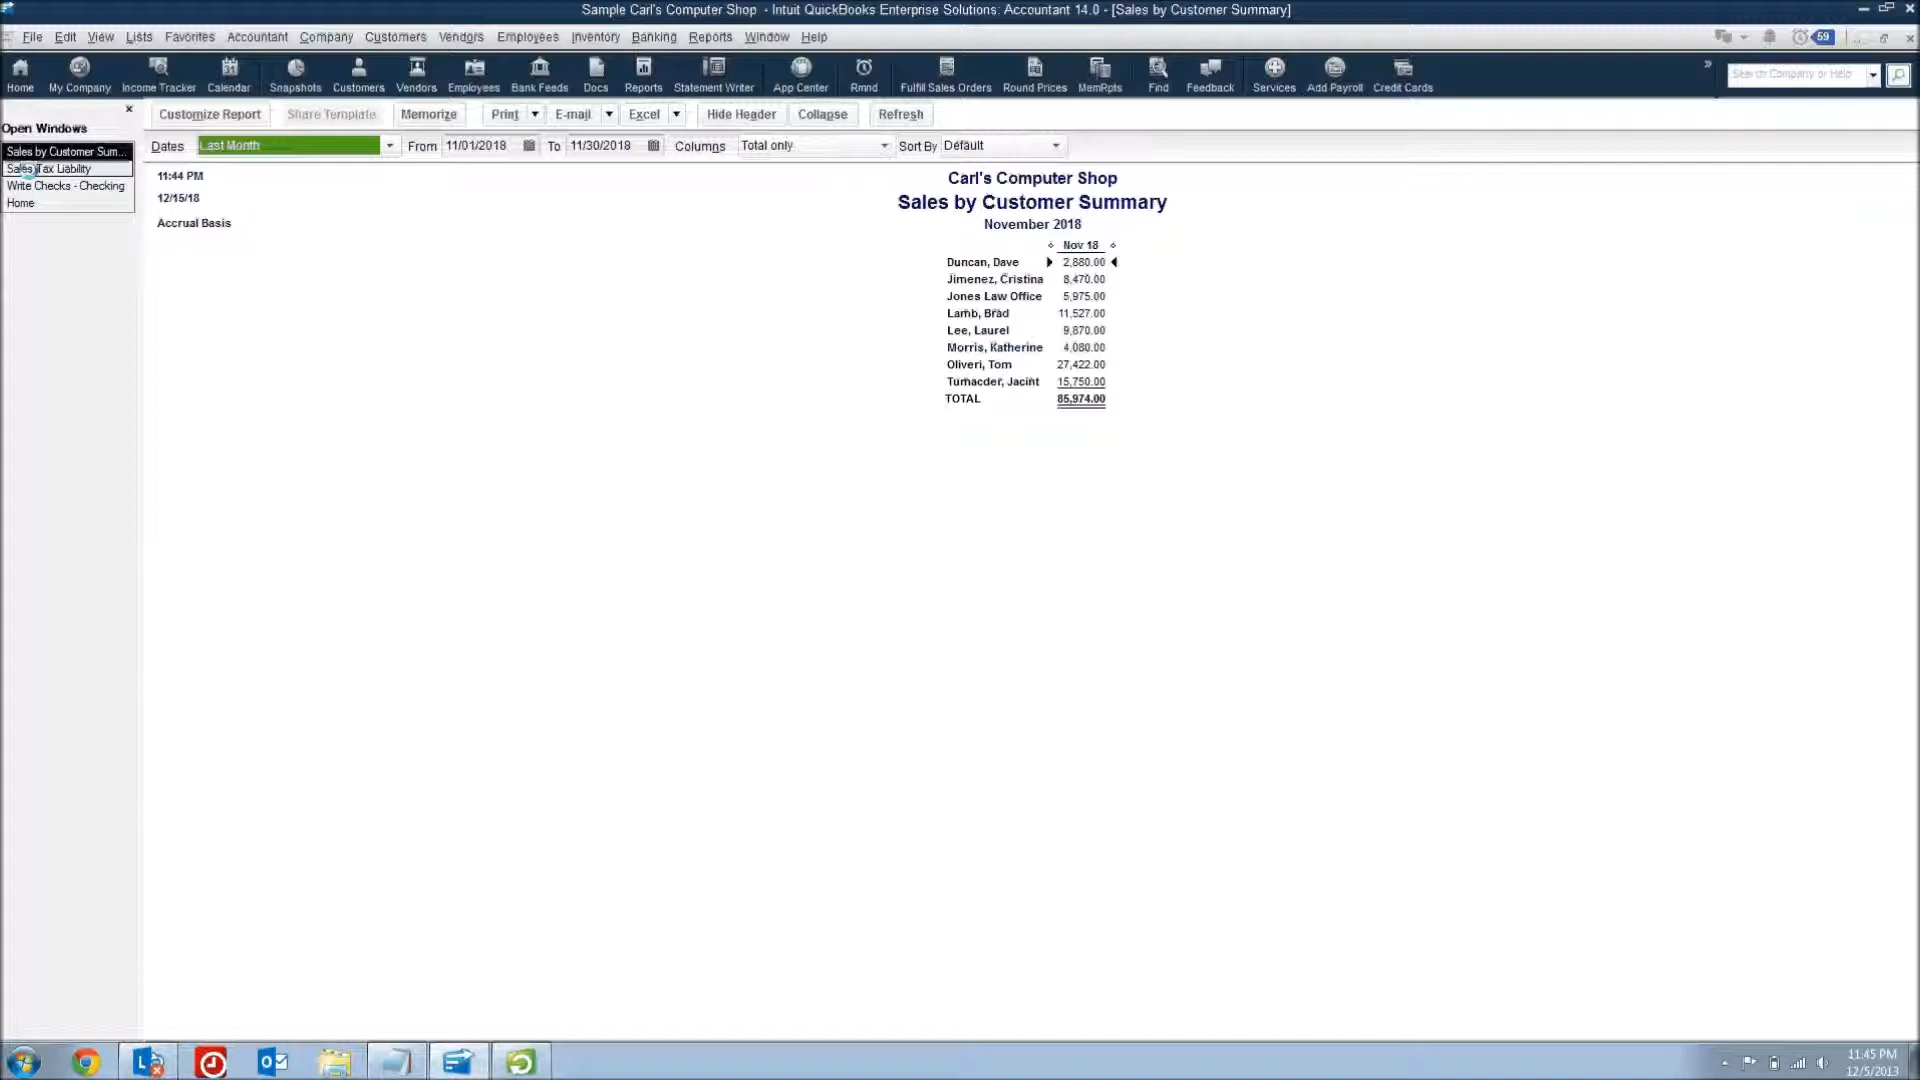 Sample Carl's Computer Shop - Intuit QuickBooks Enterprise Solutions: Accountant 14.0 - [Sales by Customer Summary]
File Edit View Lists Favorites Accountant Company Customers Vendors Employees Inventory Banking Reports Window Help
59
Home My Company Income Tracker Calendar Snapshots Customers Vendors Employees Bank Feeds Docs Reports Statement Writer App Center Rmnd Fulfill Sales Orders Round Prices MemRpts Find Feedback Services Add Payroll Credit Cards
Search Company or Help
Customize Report Share Template Memorize Print E-mail Excel Hide Header Collapse Refresh
Open Windows
Dates Last Month From 11/01/2018 To 11/30/2018 Columns Total only Sort By Default
Sales by Customer Sum...
Sales Tax Liability
Write Checks - Checking
Home
11:44 PM
12/15/18
Accrual Basis
Carl's Computer Shop
Sales by Customer Summary
November 2018
Nov 18
Duncan, Dave 2,880.00
Jimenez, Cristina 8,470.00
Jones Law Office 5,975.00
Lamb, Brad 11,527.00
Lee, Laurel 9,870.00
Morris, Katherine 4,080.00
Oliveri, Tom 27,422.00
Tumacder, Jacint 15,750.00
TOTAL 85,974.00
11:45 PM
12/5/2013